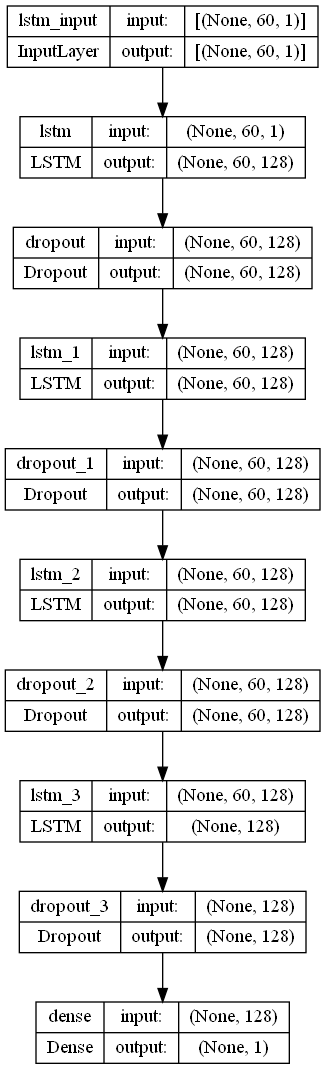 lstm_input input: [(None, 60, 1)]
InputLayer output: [(None, 60, 1)]
lstm input: (None, 60, 1)
LSTM output: (None, 60, 128)
dropout input: (None, 60, 128)
Dropout output: (None, 60, 128)
lstm_1 input: (None, 60, 128)
LSTM output: (None, 60, 128)
dropout_1 input: (None, 60, 128)
Dropout output: (None, 60, 128)
lstm_2 input: (None, 60, 128)
LSTM output: (None, 60, 128)
dropout_2 input: (None, 60, 128)
Dropout output: (None, 60, 128)
lstm_3 input: (None, 60, 128)
LSTM output: (None, 128)
dropout_3 input: (None, 128)
Dropout output: (None, 128)
dense input: (None, 128)
Dense output: (None, 1)